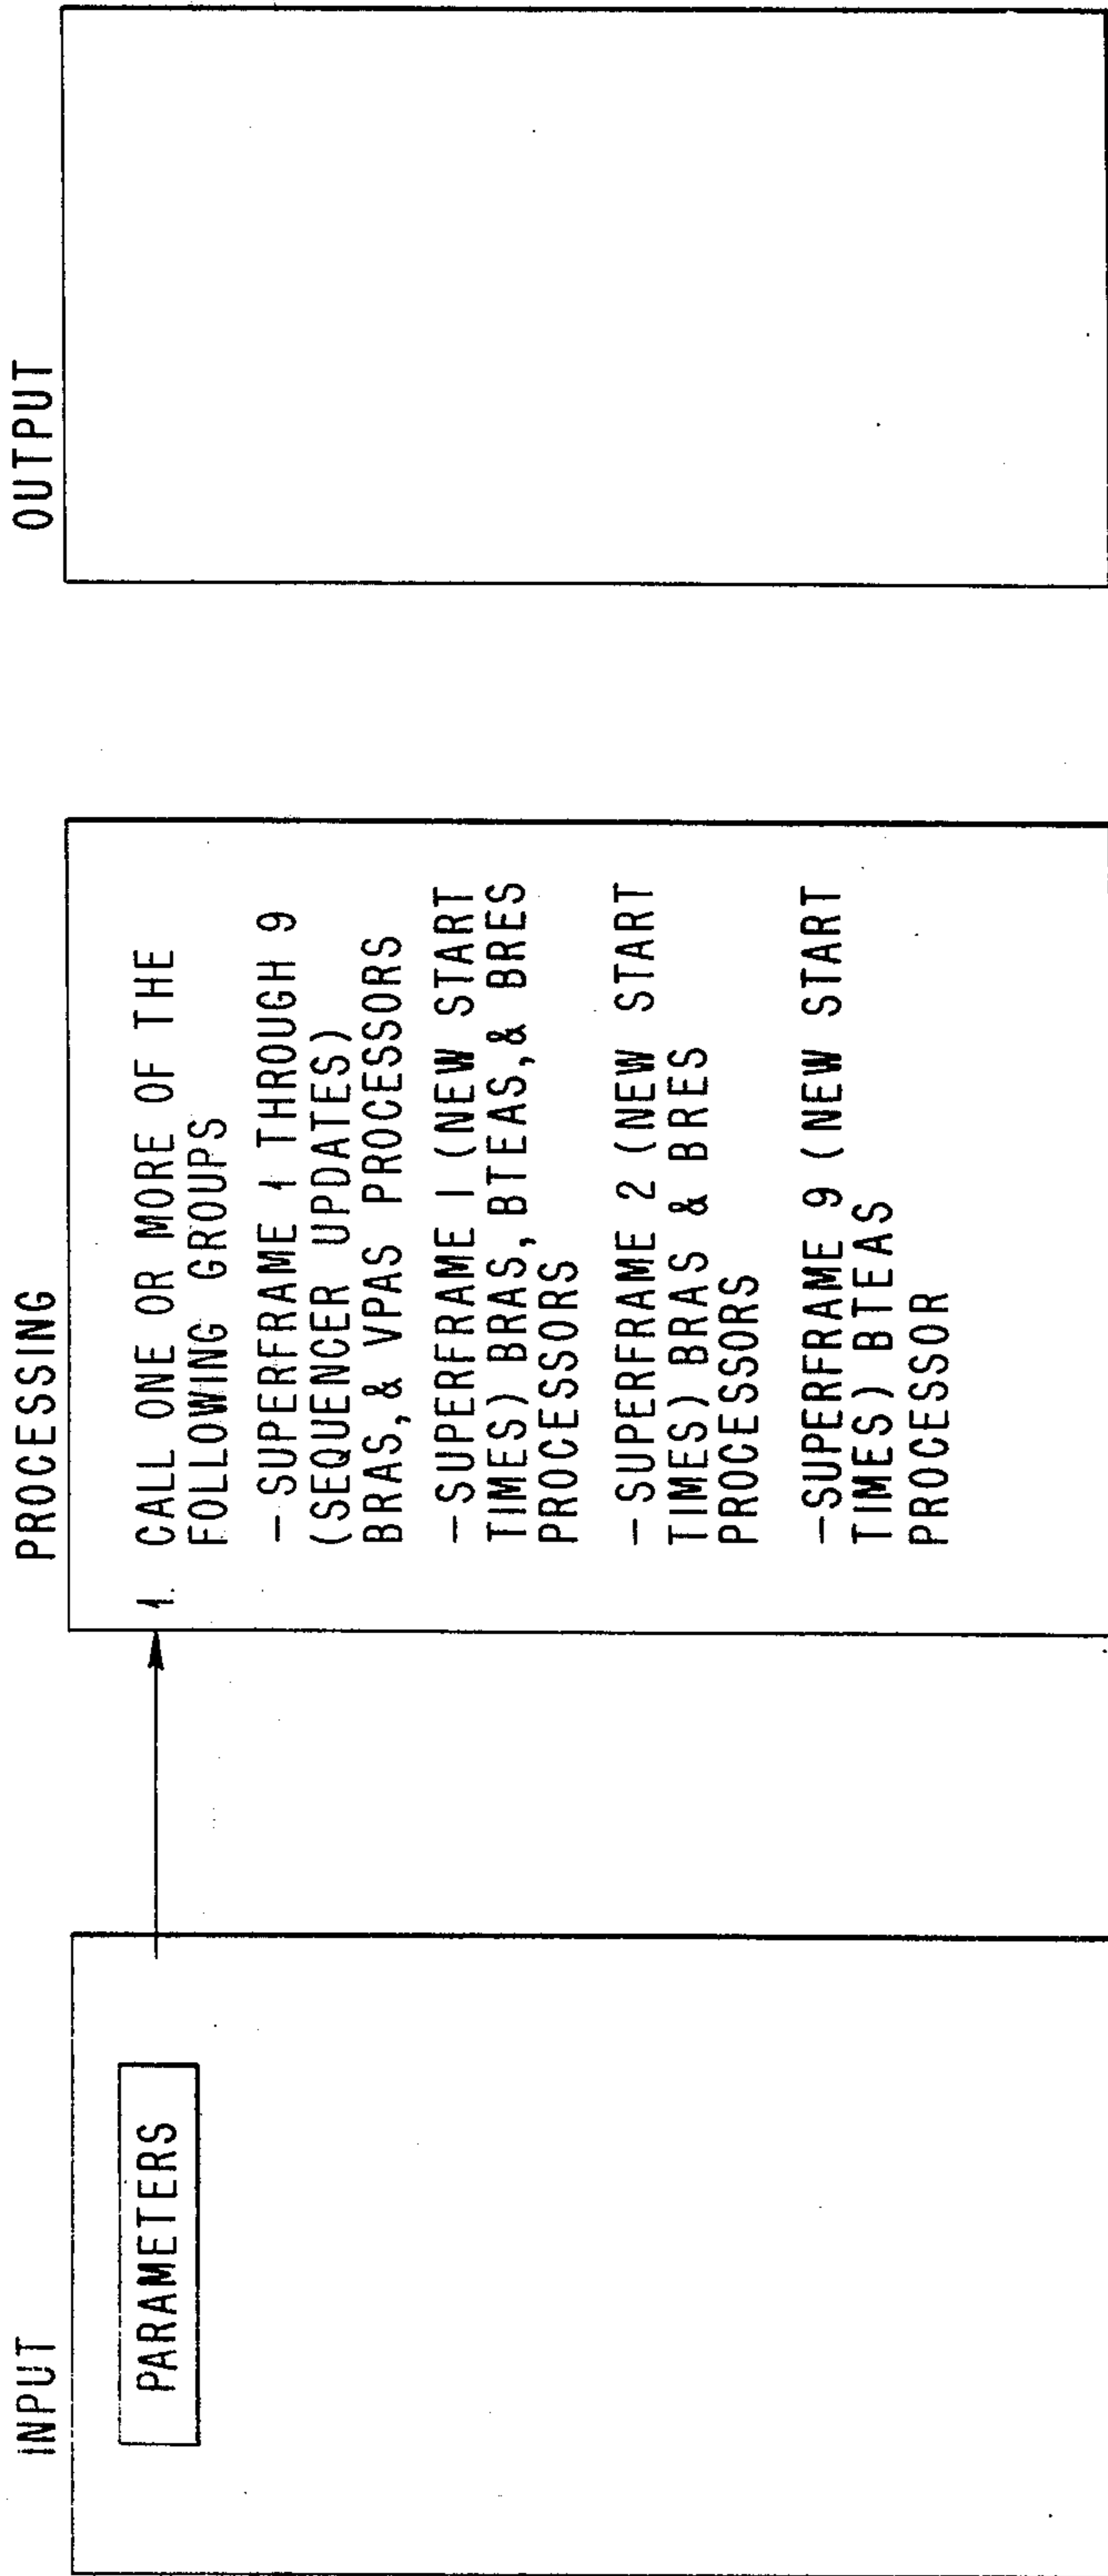 INPUT
PARAMETERS
PROCESSING
1. CALL ONE OR MORE OF THE
FOLLOWING GROUPS
-SUPERFRAME 1 THROUGH 9
(SEQUENCER UPDATES)
BRAS,& VPAS PROCESSORS
-SUPERFRAME 1 (NEW START
TIMES) BRAS, BTEAS,& BRES
PROCESSORS
-SUPERFRAME 2 (NEW START
TIMES) BRAS & BRES
PROCESSORS
-SUPERFRAME 9 (NEW START
TIMES) BTEAS
PROCESSOR
OUTPUT